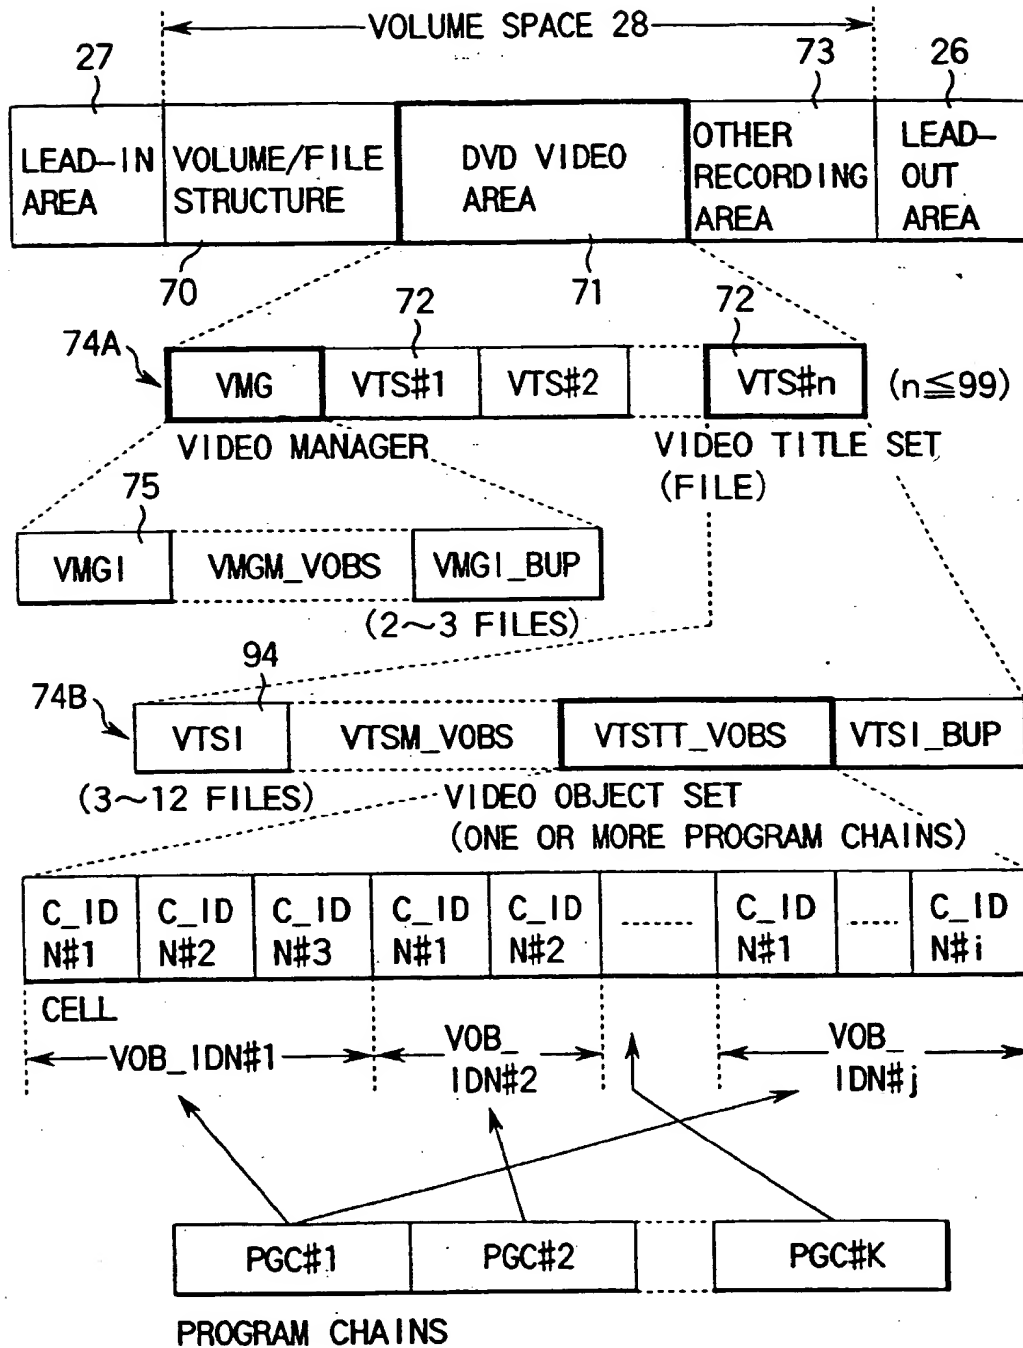 VOLUME SPACE 28
27
73
26
LEAD-IN AREA
VOLUME/FILE STRUCTURE
DVD VIDEO AREA
OTHER RECORDING AREA
LEAD-OUT AREA
70
71
72
72
74A
VMG
VTS#1
VTS#2
VTS#n
(n≦99)
VIDEO MANAGER
VIDEO TITLE SET
(FILE)
75
VMGI
VMGM_VOBS
VMGI_BUP
(2~3 FILES)
94
74B
VTSI
VTSM_VOBS
VTSTT_VOBS
VTSI_BUP
(3~12 FILES)
VIDEO OBJECT SET
(ONE OR MORE PROGRAM CHAINS)
C_ID N#1
C_ID N#2
C_ID N#3
C_ID N#1
C_ID N#2
........
C_ID N#1
......
C_ID N#i
CELL
VOB_IDN#1
VOB_ IDN#2
VOB_ IDN#j
PGC#1
PGC#2
PGC#K
PROGRAM CHAINS